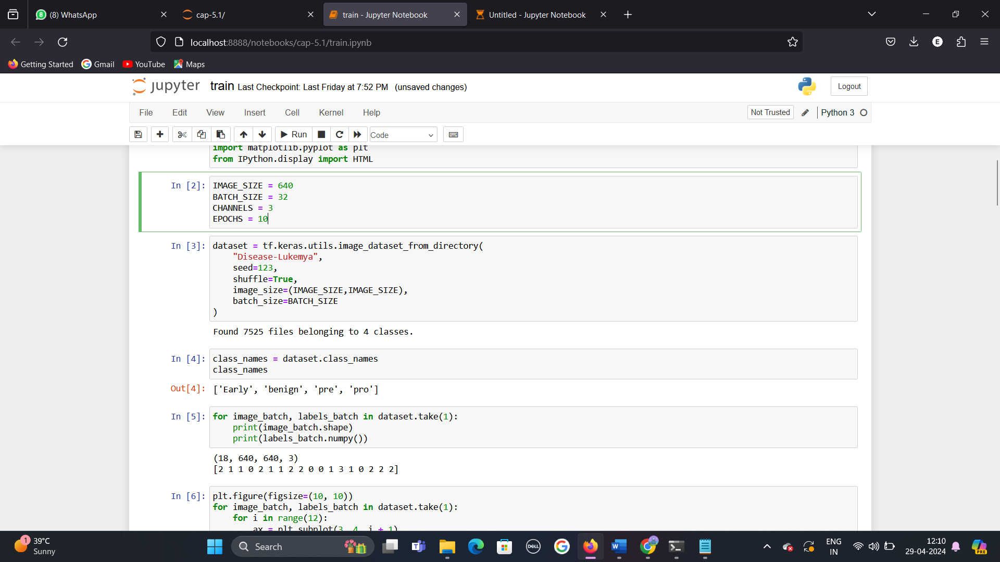 (8) WhatsApp
cap-5.1/
train - Jupyter Notebook
Untitled - Jupyter Notebook
localhost:8888/notebooks/cap-5.1/train.ipynb
E
Getting Started
Gmail
YouTube
Maps
jupyter train Last Checkpoint: Last Friday at 7:52 PM (unsaved changes)
Logout
File Edit View Insert Cell Kernel Help
Not Trusted
Python 3
Run
Code
import matplotlib.pyplot as plt
from IPython.display import HTML
In [2]: IMAGE_SIZE = 640
BATCH_SIZE = 32
CHANNELS = 3
EPOCHS = 10
In [3]: dataset = tf.keras.utils.image_dataset_from_directory(
"Disease-Lukemya",
seed=123,
shuffle=True,
image_size=(IMAGE_SIZE,IMAGE_SIZE),
batch_size=BATCH_SIZE
)
Found 7525 files belonging to 4 classes.
In [4]: class_names = dataset.class_names
class_names
Out[4]: ['Early', 'benign', 'pre', 'pro']
In [5]: for image_batch, labels_batch in dataset.take(1):
print(image_batch.shape)
print(labels_batch.numpy())
(18, 640, 640, 3)
[2 1 1 0 2 1 1 2 2 0 0 1 3 1 0 2 2 2]
In [6]: plt.figure(figsize=(10, 10))
for image_batch, labels_batch in dataset.take(1):
for i in range(12):
ax = plt.subplot(3, 4, i + 1)
1
39°C
Sunny
Search
DELL
ENG
IN
12:10
29-04-2024
PRE